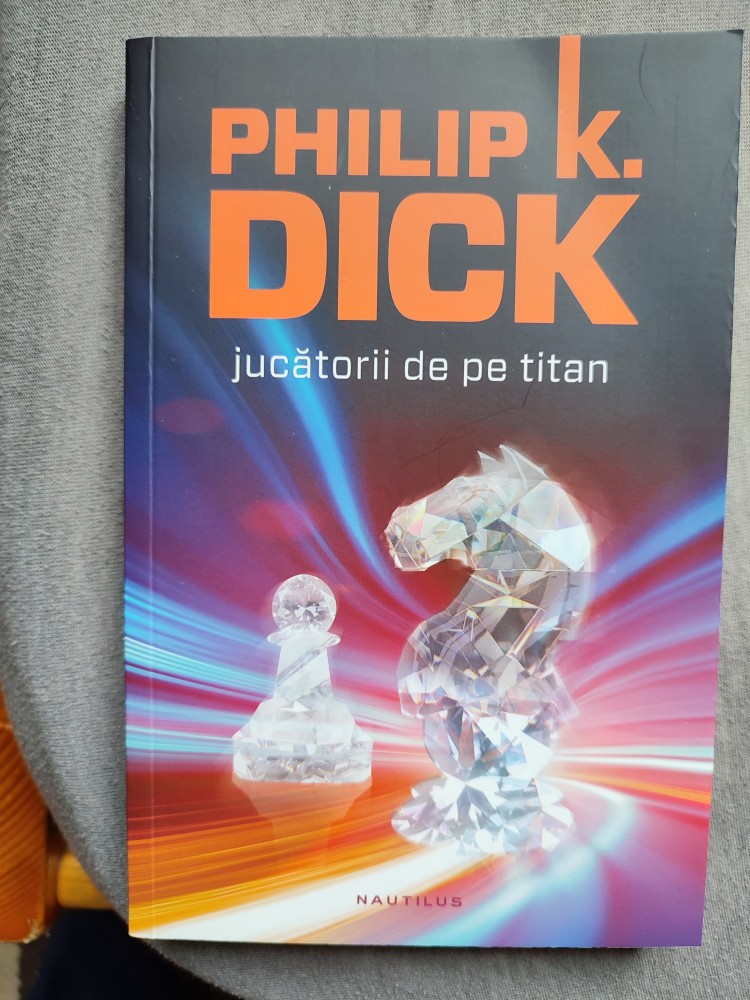 PHILIP K.
DICK
jucătorii de pe titan
NAUTILUS